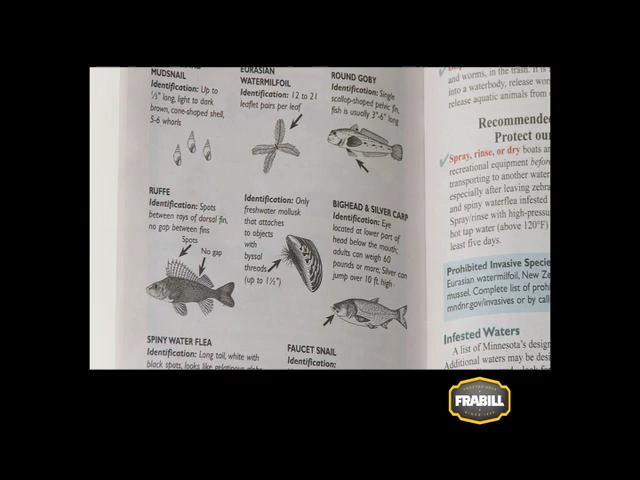 MUDSNAIL
Identification: Up to
½" long, light to dark
brown, cone-shaped shell,
5-6 whorls
EURASIAN
WATERMILFOIL
Identification: 12 to 21
leaflet pairs per leaf
ROUND GOBY
Identification: Single
scallop-shaped pelvic fin,
fish is usually 3"-6" long
RUFFE
Identification: Spots
between rays of dorsal fin,
no gap between fins
Spots
No gap
Identification: Only
freshwater mollusk
that attaches
to objects
with
byssal
threads
(up to 1½")
BIGHEAD & SILVER CARP
Identification: Eye
located at lower part of
head below the mouth;
adults can weigh 60
pounds or more; Silver can
jump over 10 ft. high
SPINY WATER FLEA
Identification: Long tail, white with
black spots, looks like gelatinous
FAUCET SNAIL
Identification:
and worms, in the trash. It is
into a waterbody, release wor
release aquatic animals from
Recommended
Protect our
Spray, rinse, or dry boats an
recreational equipment before
transporting to another water
especially after leaving zebra
and spiny waterflea infested
Spray/rinse with high-pressu
hot tap water (above 120°F)
least five days.
Prohibited Invasive Specie
Eurasian watermilfoil, New Ze
mussel. Complete list of prohi
mndnr.gov/invasives or by call
Infested Waters
A list of Minnesota's design
Additional waters may be desi
FRABILL